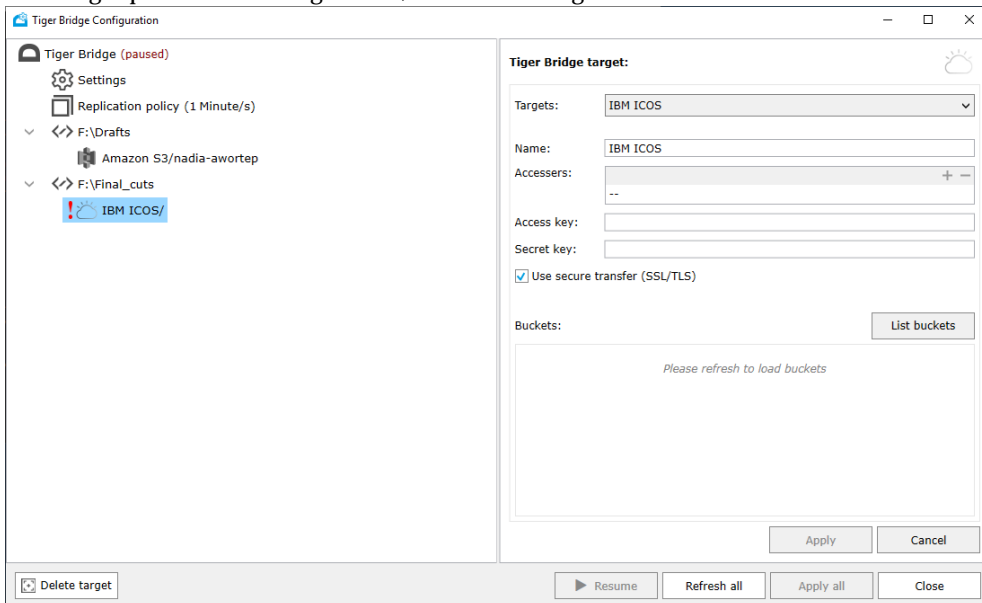 Tiger Bridge Configuration
Tiger Bridge (paused)
Settings
Replication policy (1 Minute/s)
F:\Drafts
Amazon S3/nadia-awortep
F:\Final_cuts
IBM ICOS/
Delete target
Tiger Bridge target:
Targets: IBM ICOS
Name: IBM ICOS
Accessers: + −
--
Access key:
Secret key:
Use secure transfer (SSL/TLS)
Buckets: List buckets
Please refresh to load buckets
Apply Cancel
Resume Refresh all Apply all Close